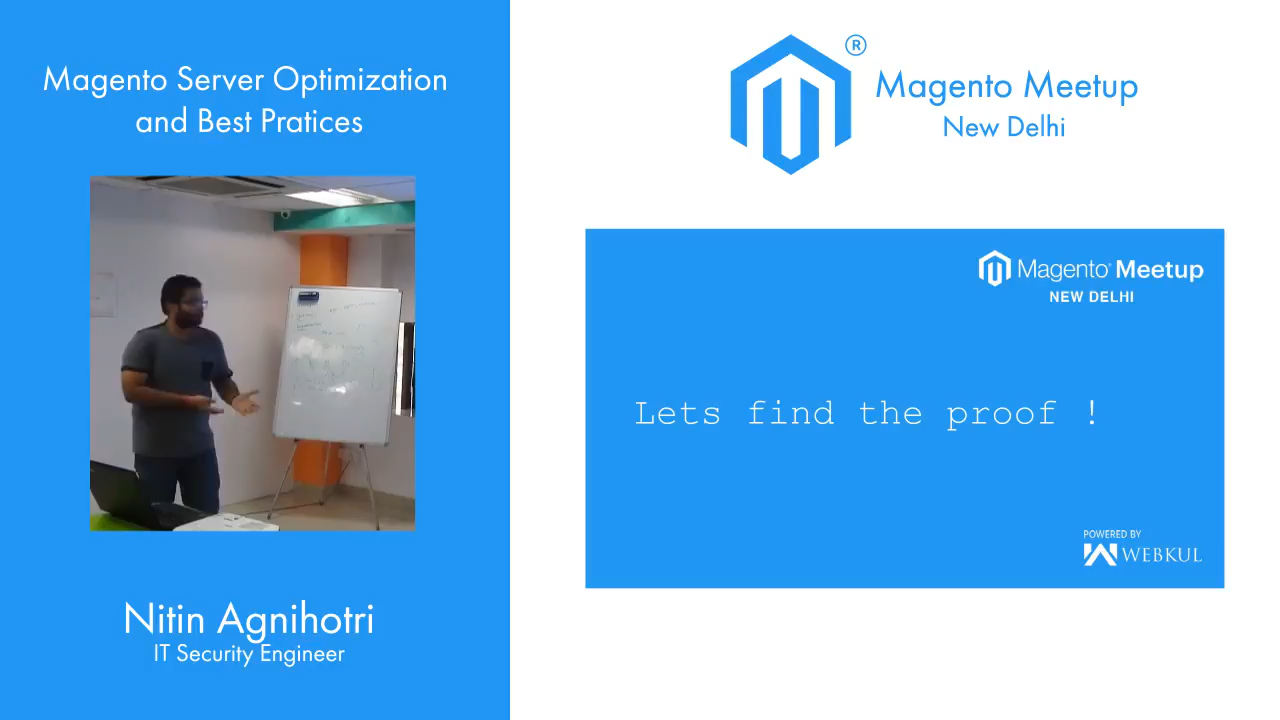 Magento Server Optimization
and Best Pratices
Nitin Agnihotri
IT Security Engineer
®
Magento Meetup
New Delhi
Magento® Meetup
NEW DELHI
Lets find the proof !
POWERED BY
WEBKUL